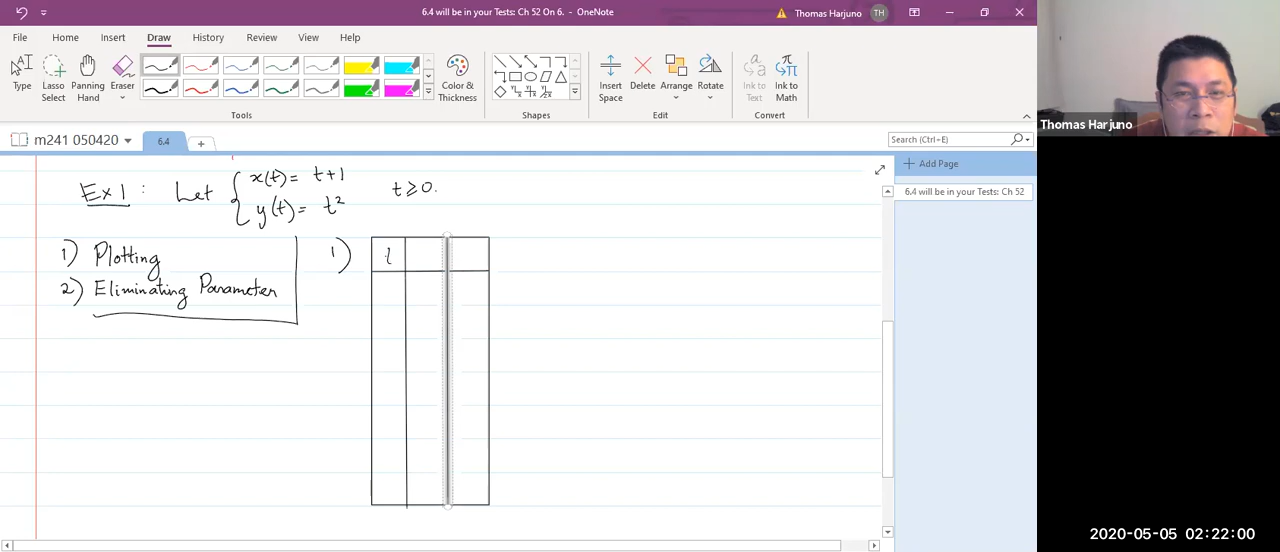 6.4 will be in your Tests: Ch 52 On 6. - OneNote
Thomas Harjuno TH
File Home Insert Draw History Review View Help
Type Lasso Select Panning Hand Eraser Color & Thickness Insert Space Delete Arrange Rotate Ink to Text Ink to Math
Tools Shapes Edit Convert
m241 050420 6.4
Search (Ctrl+E)
Add Page
6.4 will be in your Tests: Ch 52
Thomas Harjuno
Ex 1 : Let { x(t) = t+1
y(t) = t² t ≥ 0.
1) Plotting
2) Eliminating Parameter
1) t
2020-05-05 02:22:00